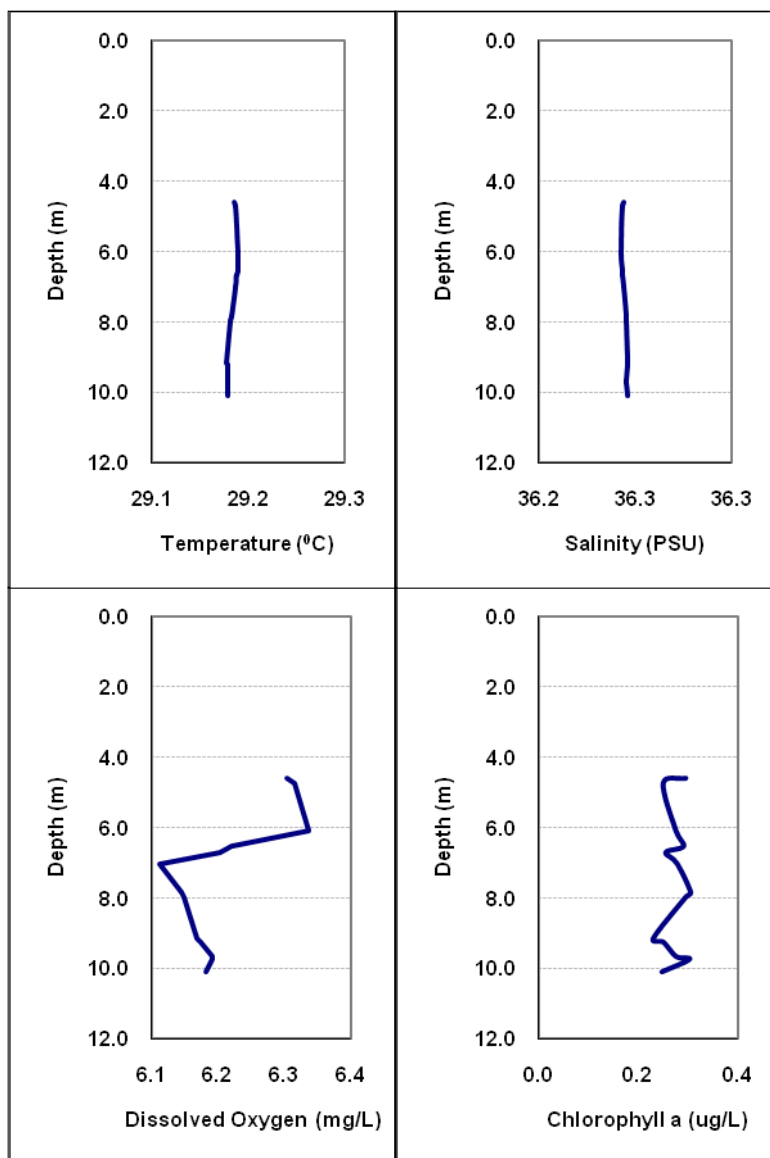 0.0
2.0
4.0
6.0
8.0
10.0
12.0
Depth (m)
29.1 29.2 29.3
Temperature (⁰C)
0.0
2.0
4.0
6.0
8.0
10.0
12.0
Depth (m)
36.2 36.3 36.3
Salinity (PSU)
0.0
2.0
4.0
6.0
8.0
10.0
12.0
Depth (m)
6.1 6.2 6.3 6.4
Dissolved Oxygen (mg/L)
0.0
2.0
4.0
6.0
8.0
10.0
12.0
Depth (m)
0.0 0.2 0.4
Chlorophyll a (ug/L)